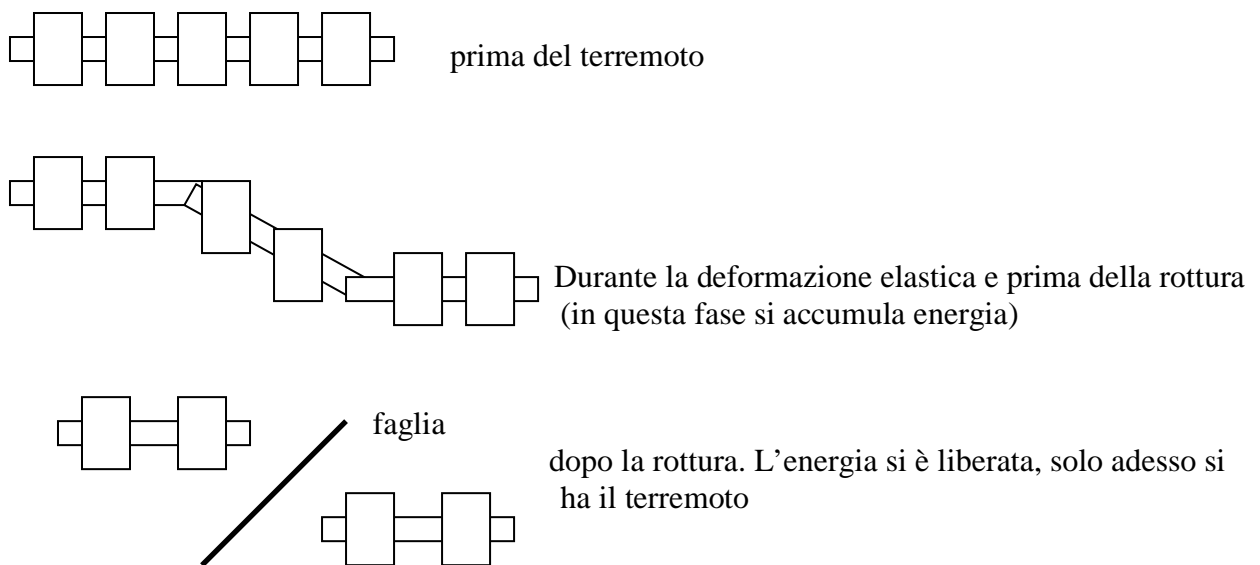 prima del terremoto
Durante la deformazione elastica e prima della rottura
(in questa fase si accumula energia)
faglia
dopo la rottura. L’energia si è liberata, solo adesso si
ha il terremoto